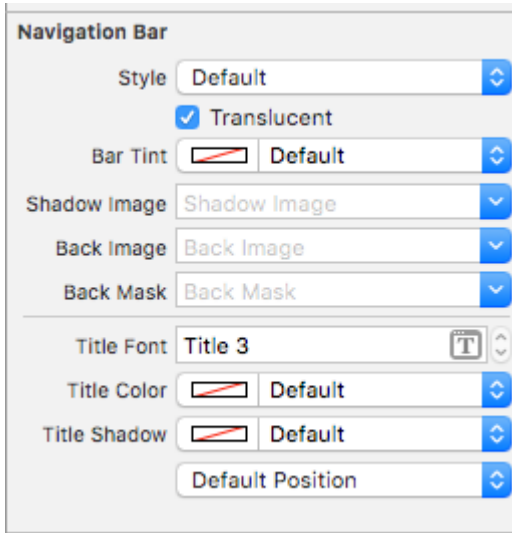 Navigation Bar
Style Default
Translucent
Bar Tint Default
Shadow Image Shadow Image
Back Image Back Image
Back Mask Back Mask
Title Font Title 3 T
Title Color Default
Title Shadow Default
Default Position